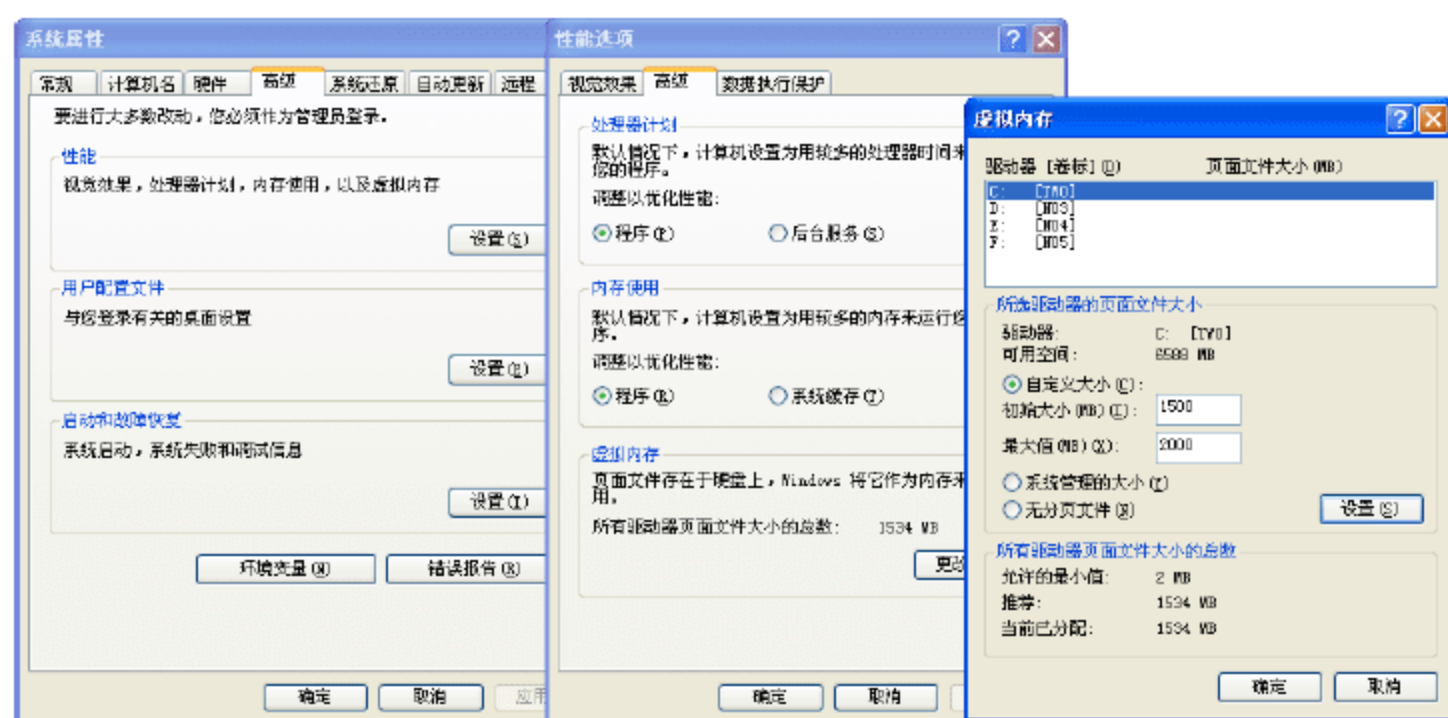 系统属性
常规 计算机名 硬件 高级 系统还原 自动更新 远程
要进行大多数改动，您必须作为管理员登录。
性能
视觉效果，处理器计划，内存使用，以及虚拟内存
设置(S)
用户配置文件
与您登录有关的桌面设置
设置(E)
启动和故障恢复
系统启动，系统失败和调试信息
设置(T)
环境变量(N) 错误报告(R)
确定 取消 应用
性能选项
视觉效果 高级 数据执行保护
处理器计划
默认情况下，计算机设置为用较多的处理器时间来
您的程序。
调整以优化性能:
程序(P) 后台服务(S)
内存使用
默认情况下，计算机设置为用较多的内存来运行您
序。
调整以优化性能:
程序(R) 系统缓存(T)
虚拟内存
页面文件存在于硬盘上，Windows 将它作为内存来
用。
所有驱动器页面文件大小的总数: 1534 MB
更改
确定 取消
虚拟内存
驱动器 [卷标](D) 页面文件大小(MB)
C: [TWO]
D: [NO3]
E: [NO4]
F: [NO5]
所选驱动器的页面文件大小
驱动器: C: [TWO]
可用空间: 6588 MB
自定义大小(C):
初始大小(MB)(I): 1500
最大值(MB)(X): 2000
系统管理的大小(Y)
无分页文件(N)
设置(S)
所有驱动器页面文件大小的总数
允许的最小值: 2 MB
推荐: 1534 MB
当前已分配: 1534 MB
确定 取消